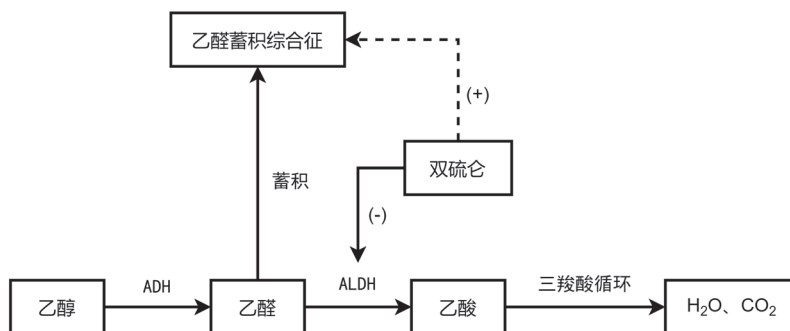 乙醛蓄积综合征
(+)
双硫仑
蓄积
(-)
ADH
ALDH
三羧酸循环
乙醇
乙醛
乙酸
H₂O、CO₂